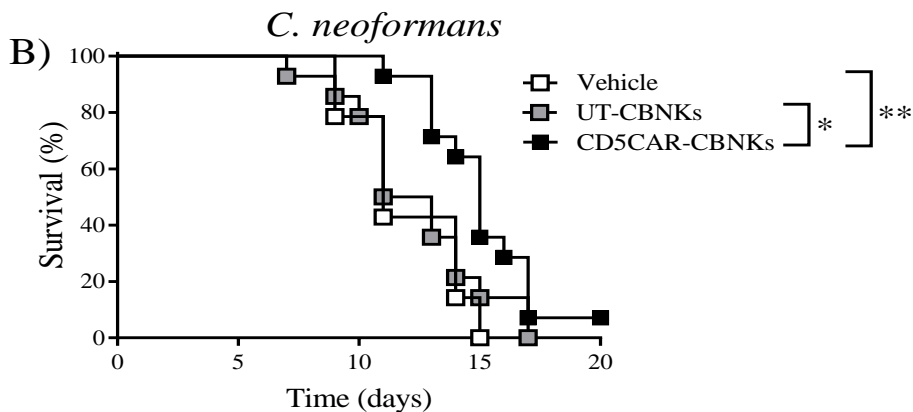 C. neoformans
B)
Survival (%)
100
80
60
40
20
0
Vehicle
UT-CBNKs
CD5CAR-CBNKs
*
**
0 5 10 15 20
Time (days)